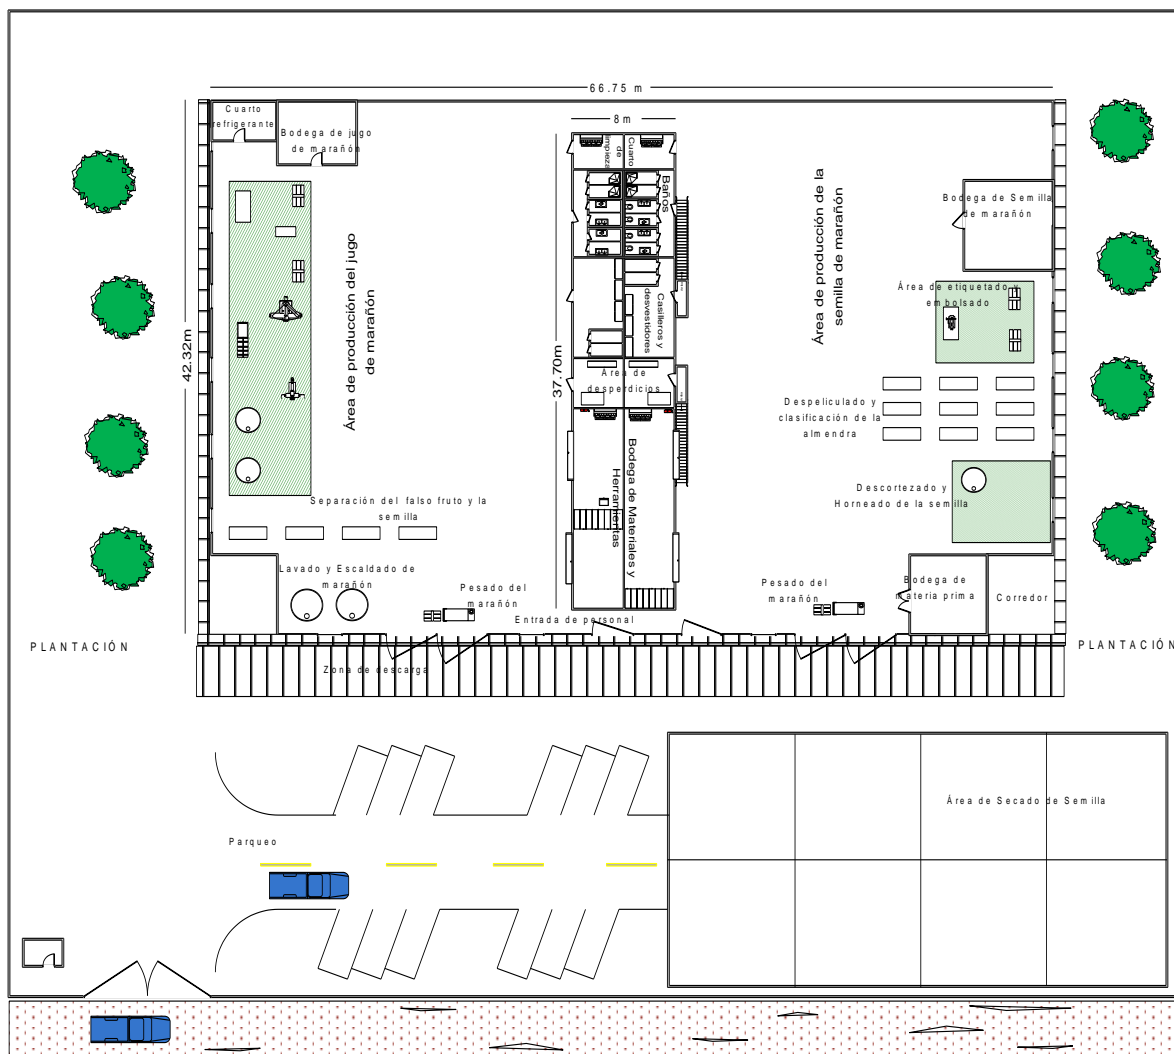 66.75 m
Cuarto
refrigerante
Bodega de jugo
de marañón
8 m
Cuarto
de
limpieza
Baños
Área de producción de la
semilla de marañón
Bodega de Semilla
de marañón
Área de producción del jugo
de marañón
42.32m
37.70m
Casilleros y
desvestidores
Área de etiquetado y
embolsado
Área de
desperdicios
Despeliculado y
clasificación de la
almendra
Bodega de Materiales y
Herramientas
Descortezado y
Horneado de la semilla
Separación del falso fruto y la
semilla
Lavado y Escaldado de
marañón
Pesado del
marañón
Pesado del
marañón
Bodega de
materia prima
Corredor
Entrada de personal
PLANTACIÓN
PLANTACIÓN
Zona de descarga
Área de Secado de Semilla
Parqueo